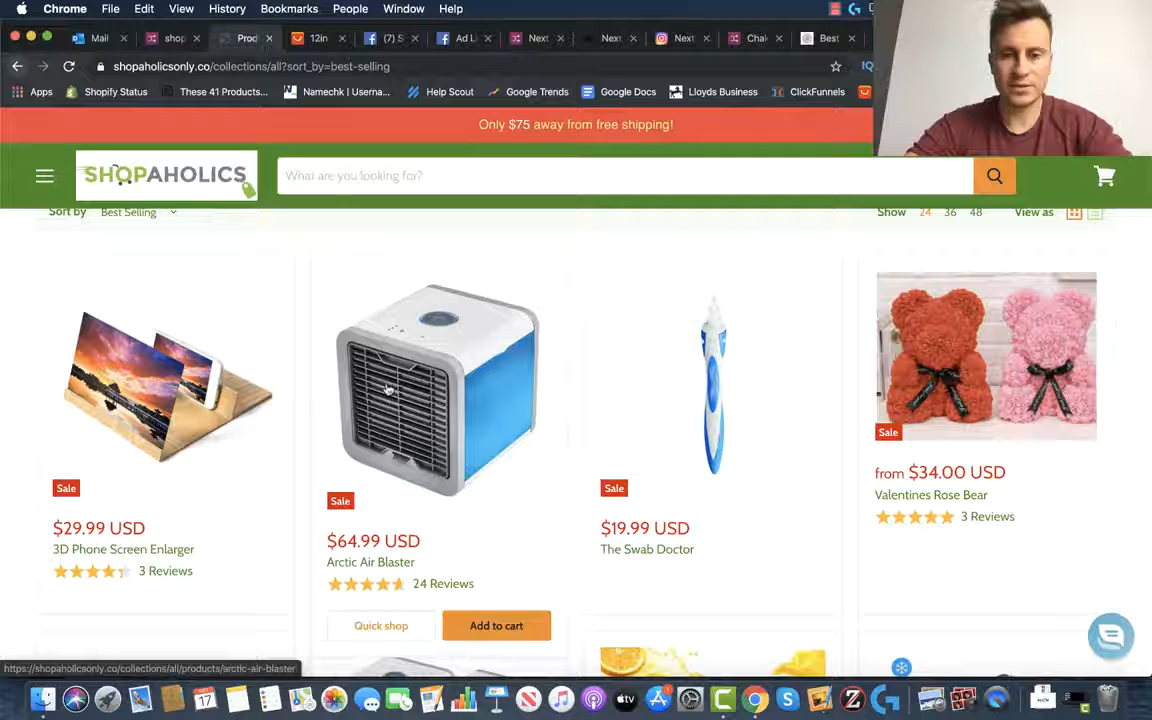 Chrome File Edit View History Bookmarks People Window Help
Mail shop Prod 12in (7) S Ad L Next Next Next Chal Best
shopaholicsonly.co/collections/all?sort_by=best-selling
Apps Shopify Status These 41 Products... Namechk | Userna... Help Scout Google Trends Google Docs Lloyds Business ClickFunnels
Only $75 away from free shipping!
SHOPAHOLICS What are you looking for?
Sort by Best Selling Show 24 36 48 View as
Sale
$29.99 USD
3D Phone Screen Enlarger
3 Reviews
Sale
$64.99 USD
Arctic Air Blaster
24 Reviews
Quick shop Add to cart
Sale
$19.99 USD
The Swab Doctor
Sale
from $34.00 USD
Valentines Rose Bear
3 Reviews
https://shopaholicsonly.co/collections/all/products/arctic-air-blaster
17
tv